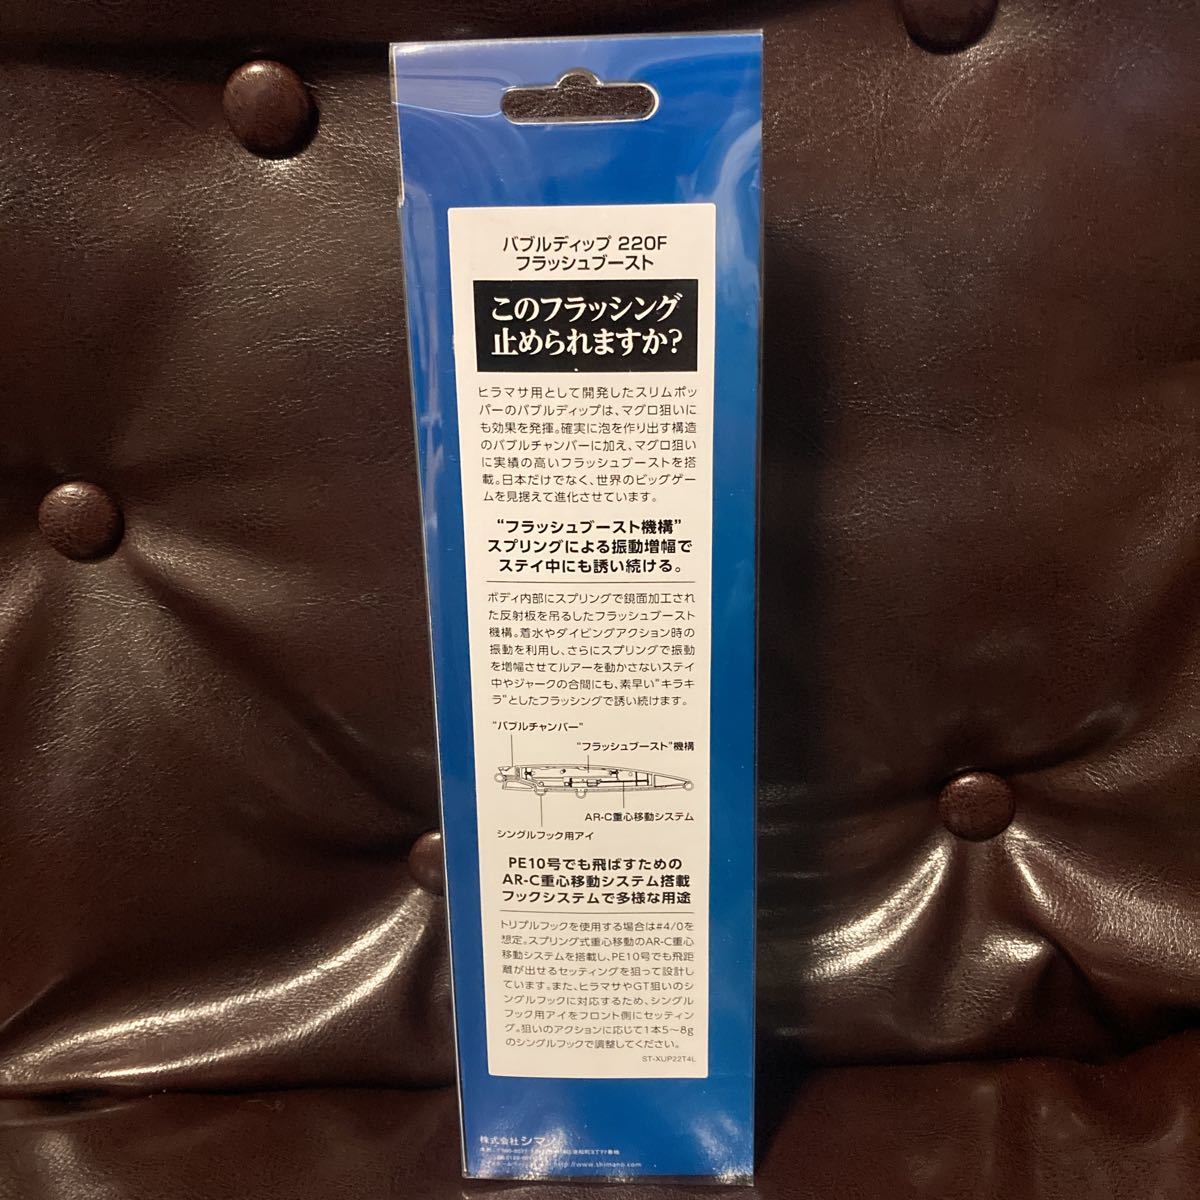 バブルディップ 220F
フラッシュブースト
このフラッシング
止められますか?
ヒラマサ用として開発したスリムポッ
パーのバブルディップは、マグロ狙いに
も効果を発揮。確実に泡を作り出す構造
のバブルチャンバーに加え、マグロ狙い
に実績の高いフラッシュブーストを搭
載。日本だけでなく、世界のビッグゲー
ムを見据えて進化させています。
“フラッシュブースト機構”
スプリングによる振動増幅で
ステイ中にも誘い続ける。
ボディ内部にスプリングで鏡面加工され
た反射板を吊るしたフラッシュブースト
機構。着水やダイビングアクション時の
振動を利用し、さらにスプリングで振動
を増幅させてルアーを動かさないステイ
中やジャークの合間にも、素早い“キラキ
ラ”としたフラッシングで誘い続けます。
“バブルチャンバー”
“フラッシュブースト”機構
AR-C重心移動システム
シングルフック用アイ
PE10号でも飛ばすための
AR-C重心移動システム搭載
フックシステムで多様な用途
トリプルフックを使用する場合は#4/0を
想定。スプリング式重心移動のAR-C重心
移動システムを搭載し、PE10号でも飛距
離が出せるセッティングを狙って設計し
ています。また、ヒラマサやGT狙いのシ
ングルフックに対応するため、シングル
フック用アイをフロント側にセッティン
グ。狙いのアクションに応じて1本5〜8g
のシングルフックで調整してください。
ST-XUP22T4L
株式会社シマノ
http://www.shimano.com